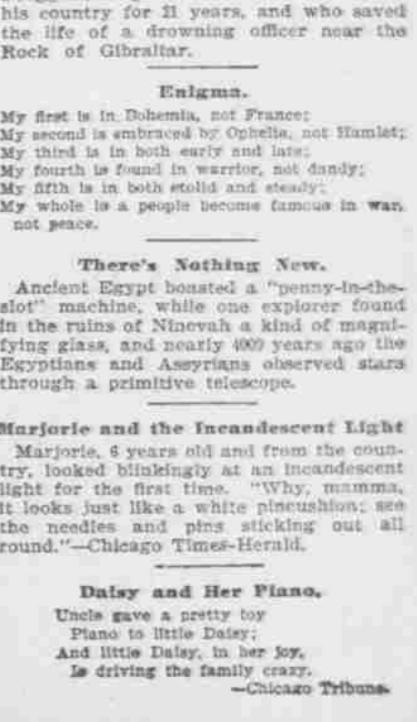 his country for 21 years, and who saved
the life of a drowning officer near the
Rock of Gibraltar.
Enigma.
My first is in Bohemia, not France;
My second is embraced by Ophelia, not Hamlet;
My third is in both early and late;
My fourth is found in warrior, not dandy;
My fifth is in both stolid and steady;
My whole is a people become famous in war,
not peace.
There's Nothing New.
Ancient Egypt boasted a "penny-in-the-
slot" machine, while one explorer found
in the ruins of Ninevah a kind of magni-
fying glass, and nearly 4000 years ago the
Egyptians and Assyrians observed stars
through a primitive telescope.
Marjorie and the Incandescent Light
Marjorie, 6 years old and from the coun-
try, looked blinkingly at an incandescent
light for the first time. "Why, mamma,
it looks just like a white pincushion; see
the needles and pins sticking out all
round."—Chicago Times-Herald.
Daisy and Her Piano.
Uncle gave a pretty toy
Piano to little Daisy;
And little Daisy, in her joy,
Is driving the family crazy.
—Chicago Tribune.